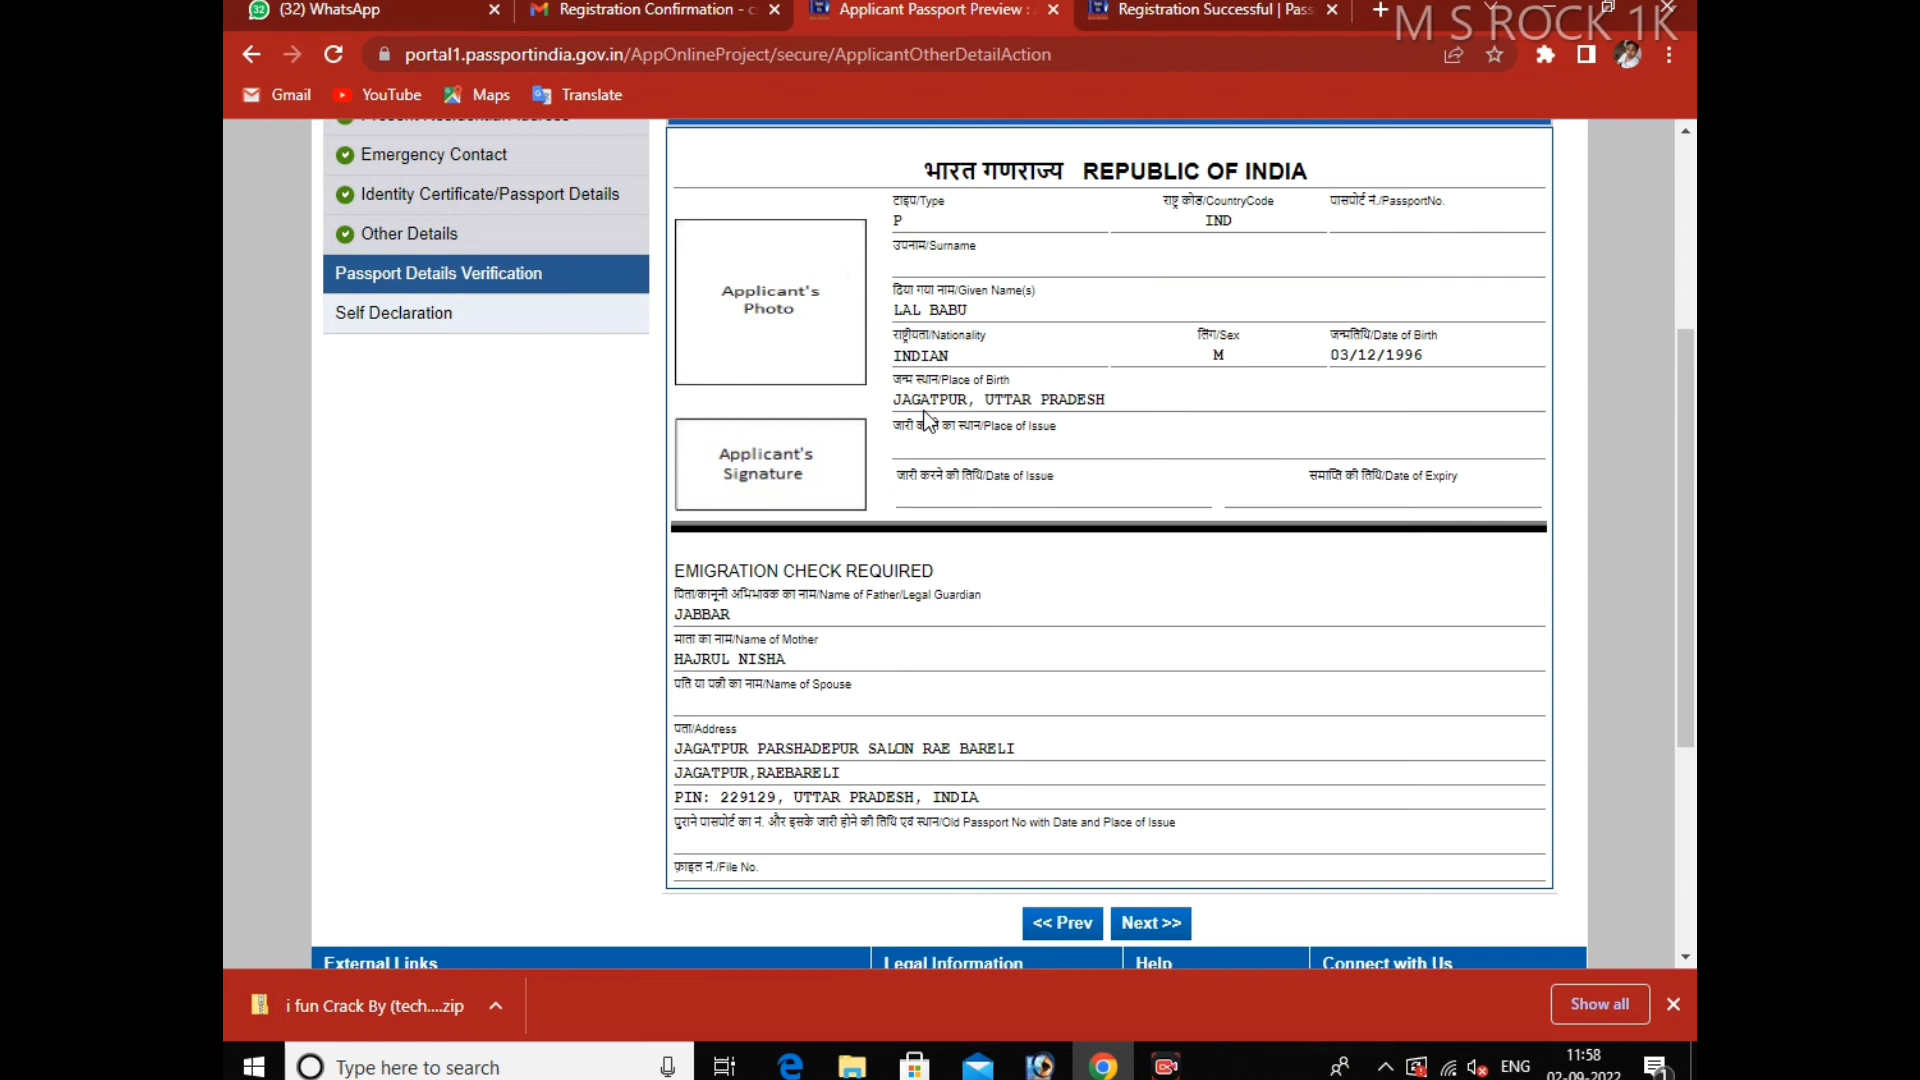 (32) WhatsApp
Registration Confirmation - c
Applicant Passport Preview :
Registration Successful | Pass
M S ROCK 1K
portal1.passportindia.gov.in/AppOnlineProject/secure/ApplicantOtherDetailAction
Gmail
YouTube
Maps
Translate
Present Residential Address
Emergency Contact
Identity Certificate/Passport Details
Other Details
Passport Details Verification
Self Declaration
भारत गणराज्य REPUBLIC OF INDIA
टाइप/Type
राष्ट्र कोड/CountryCode
पासपोर्ट नं./PassportNo.
P
IND
उपनाम/Surname
Applicant's
Photo
दिया गया नाम/Given Name(s)
LAL BABU
राष्ट्रीयता/Nationality
लिंग/Sex
जन्मतिथि/Date of Birth
INDIAN
M
03/12/1996
जन्म स्थान/Place of Birth
JAGATPUR, UTTAR PRADESH
जारी करने का स्थान/Place of Issue
Applicant's
Signature
जारी करने की तिथि/Date of Issue
समाप्ति की तिथि/Date of Expiry
EMIGRATION CHECK REQUIRED
पिता/कानूनी अभिभावक का नाम/Name of Father/Legal Guardian
JABBAR
माता का नाम/Name of Mother
HAJRUL NISHA
पति या पत्नी का नाम/Name of Spouse
पता/Address
JAGATPUR PARSHADEPUR SALON RAE BARELI
JAGATPUR,RAEBARELI
PIN: 229129, UTTAR PRADESH, INDIA
पुराने पासपोर्ट का नं. और इसके जारी होने की तिथि एवं स्थान/Old Passport No with Date and Place of Issue
फ़ाइल नं./File No.
<< Prev
Next >>
External Links
Legal Information
Help
Connect with Us
i fun Crack By (tech....zip
Show all
Type here to search
ENG
11:58
02-09-2022